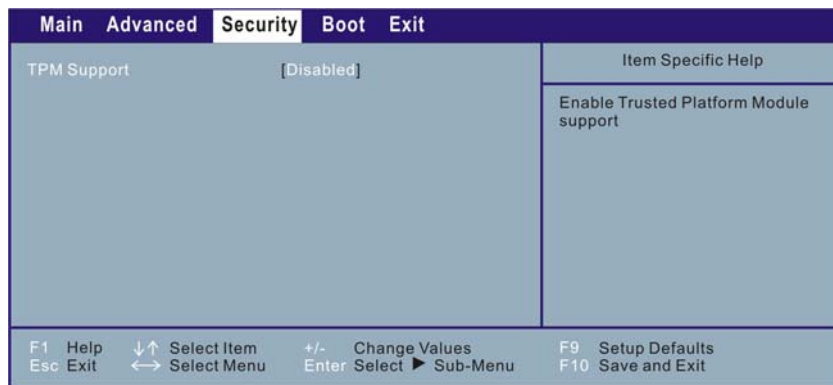 Main Advanced Security Boot Exit
TPM Support [Disabled]
Item Specific Help
Enable Trusted Platform Module
support
F1 Help ↓↑ Select Item +/- Change Values F9 Setup Defaults
Esc Exit ←→ Select Menu Enter Select ► Sub-Menu F10 Save and Exit